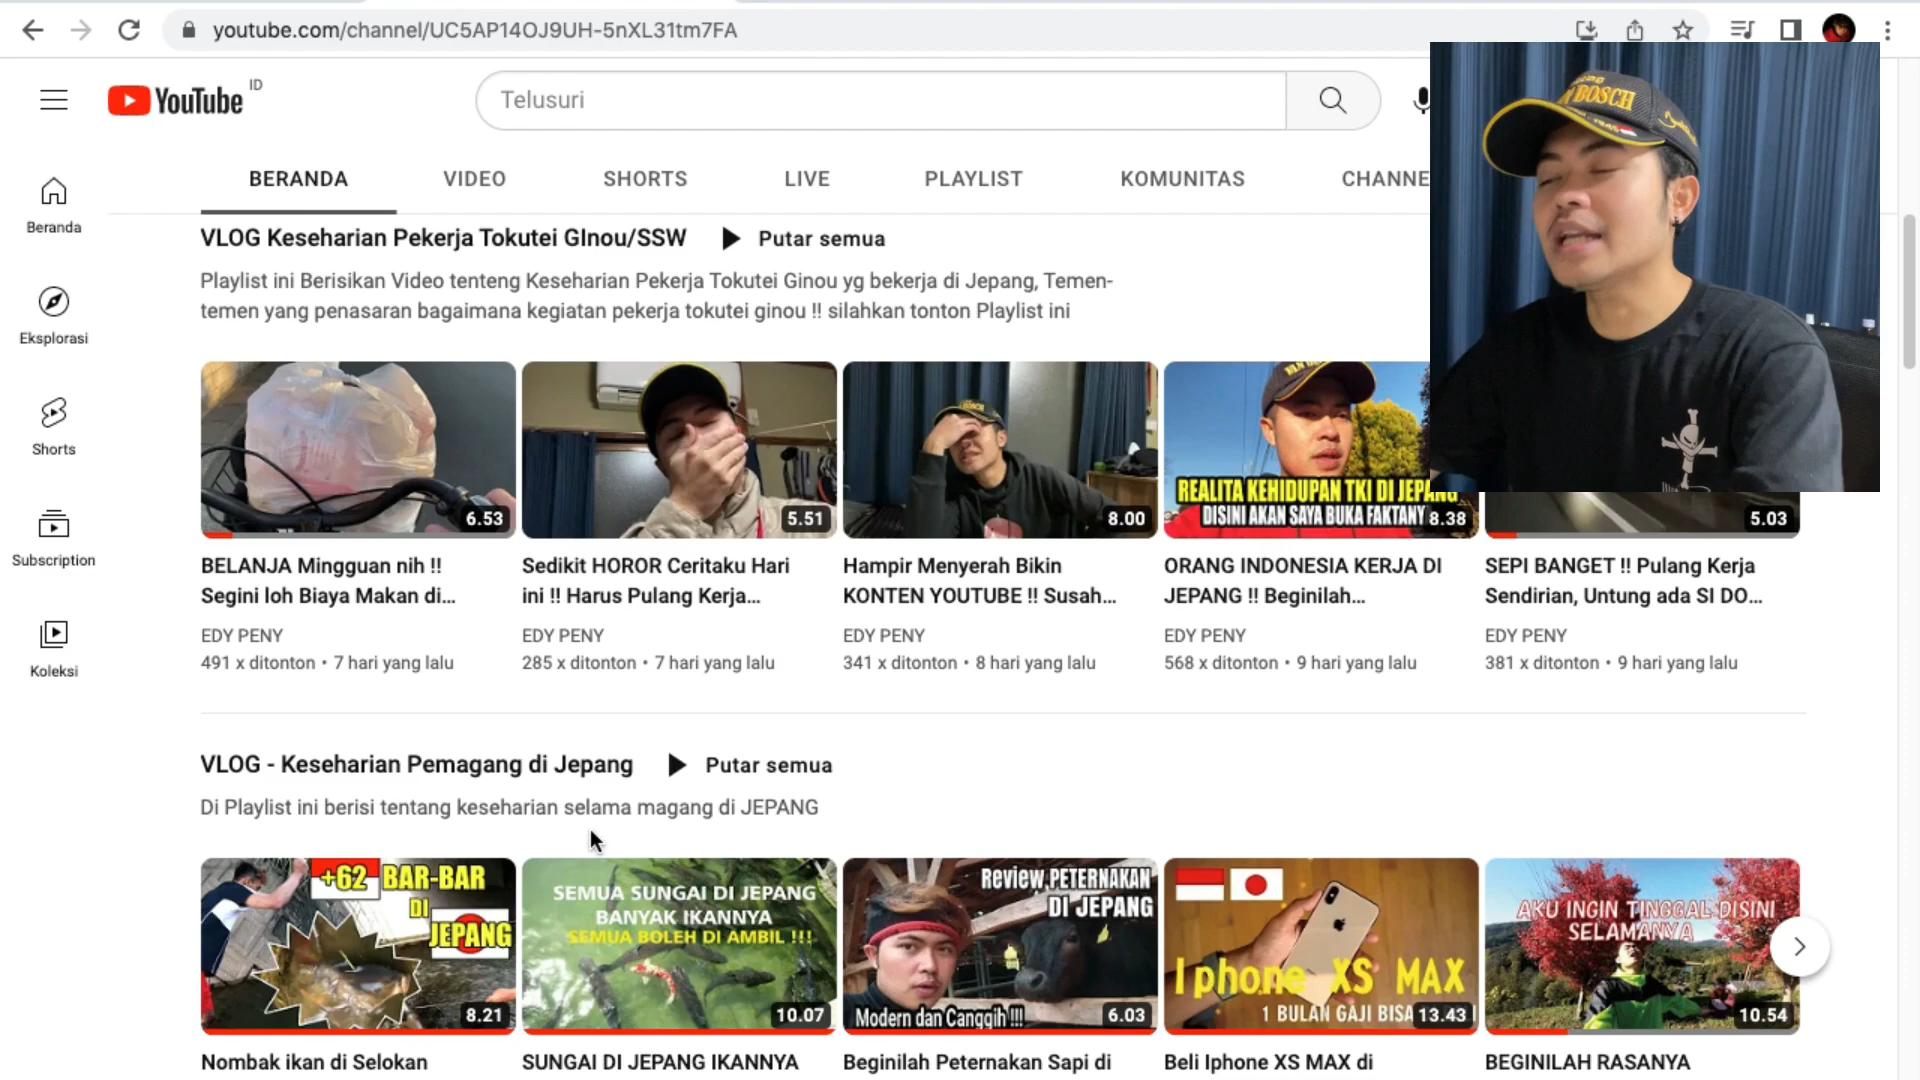 youtube.com/channel/UC5AP14OJ9UH-5nXL31tm7FA
YouTube ID
Telusuri
BERANDA VIDEO SHORTS LIVE PLAYLIST KOMUNITAS CHANNE
Beranda
Eksplorasi
Shorts
Subscription
Koleksi
VLOG Keseharian Pekerja Tokutei GInou/SSW Putar semua
Playlist ini Berisikan Video tenteng Keseharian Pekerja Tokutei Ginou yg bekerja di Jepang, Temen-
temen yang penasaran bagaimana kegiatan pekerja tokutei ginou !! silahkan tonton Playlist ini
BOSCH
6.53
5.51
8.00
REALITA KEHIDUPAN TKI DI JEPANG
DISINI AKAN SAYA BUKA FAKTANY 8.38
5.03
BELANJA Mingguan nih !!
Segini loh Biaya Makan di...
EDY PENY
491 x ditonton • 7 hari yang lalu
Sedikit HOROR Ceritaku Hari
ini !! Harus Pulang Kerja...
EDY PENY
285 x ditonton • 7 hari yang lalu
Hampir Menyerah Bikin
KONTEN YOUTUBE !! Susah...
EDY PENY
341 x ditonton • 8 hari yang lalu
ORANG INDONESIA KERJA DI
JEPANG !! Beginilah...
EDY PENY
568 x ditonton • 9 hari yang lalu
SEPI BANGET !! Pulang Kerja
Sendirian, Untung ada SI DO...
EDY PENY
381 x ditonton • 9 hari yang lalu
VLOG - Keseharian Pemagang di Jepang Putar semua
Di Playlist ini berisi tentang keseharian selama magang di JEPANG
+62 BAR-BAR
DI
JEPANG
8.21
SEMUA SUNGAI DI JEPANG
BANYAK IKANNYA
SEMUA BOLEH DI AMBIL !!!
10.07
Review PETERNAKAN
DI JEPANG
Modern dan Canggih !!!
6.03
Iphone XS MAX
1 BULAN GAJI BISA 13.43
AKU INGIN TINGGAL DISINI
SELAMANYA
10.54
Nombak ikan di Selokan
SUNGAI DI JEPANG IKANNYA
Beginilah Peternakan Sapi di
Beli Iphone XS MAX di
BEGINILAH RASANYA